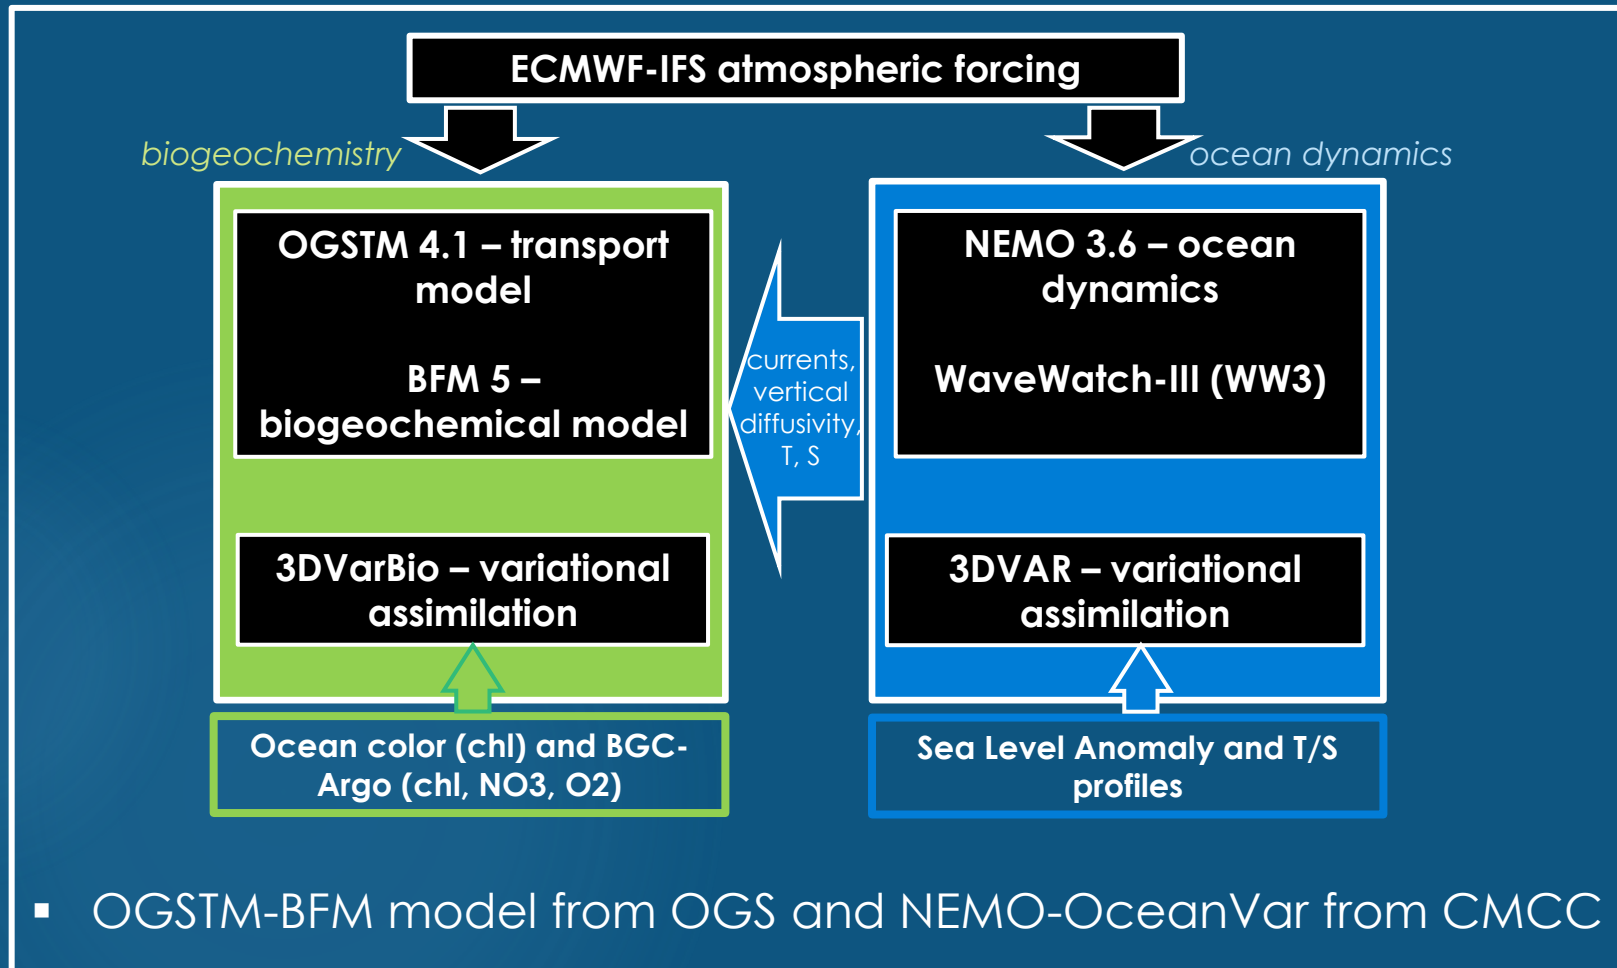 ECMWF-IFS atmospheric forcing
biogeochemistry
ocean dynamics
OGSTM 4.1 – transport
model
BFM 5 –
biogeochemical model
currents,
vertical
diffusivity,
T, S
NEMO 3.6 – ocean
dynamics
WaveWatch-III (WW3)
3DVarBio – variational
assimilation
3DVAR – variational
assimilation
Ocean color (chl) and BGC-
Argo (chl, NO3, O2)
Sea Level Anomaly and T/S
profiles
▪ OGSTM-BFM model from OGS and NEMO-OceanVar from CMCC